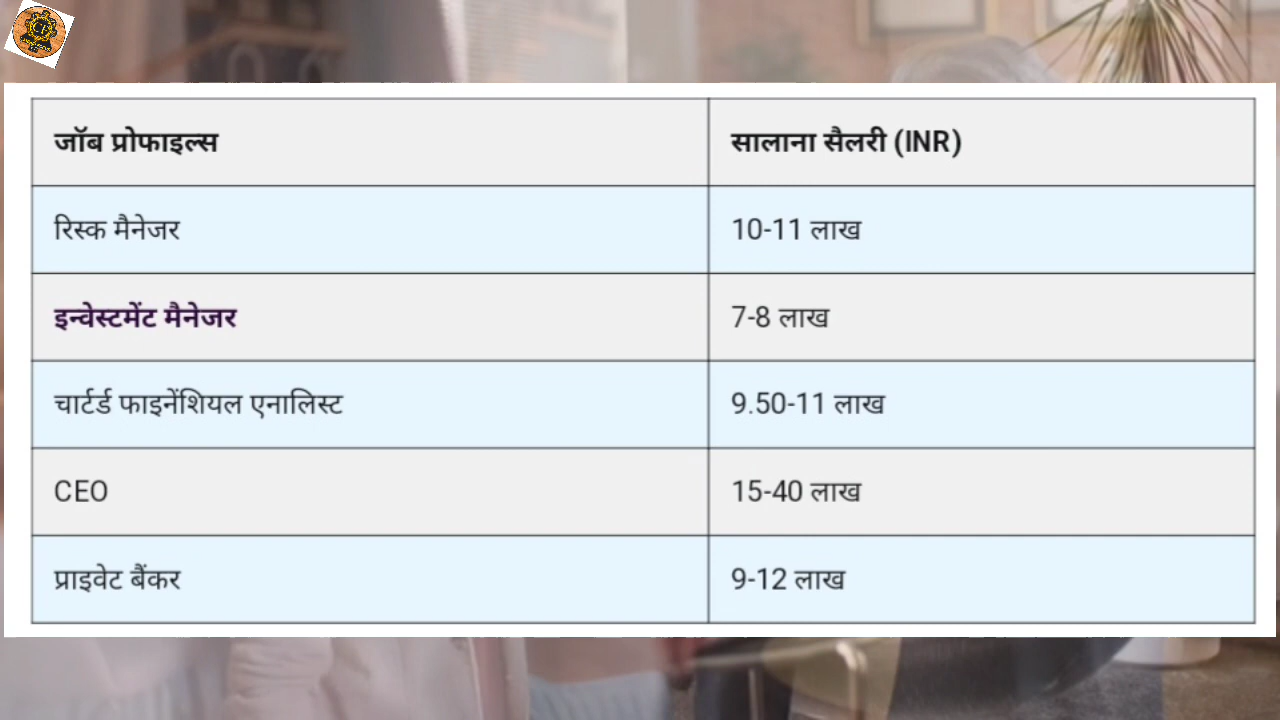 जॉब प्रोफाइल्स सालाना सैलरी (INR)
रिस्क मैनेजर 10-11 लाख
इन्वेस्टमेंट मैनेजर 7-8 लाख
चार्टर्ड फाइनेंशियल एनालिस्ट 9.50-11 लाख
CEO 15-40 लाख
प्राइवेट बैंकर 9-12 लाख